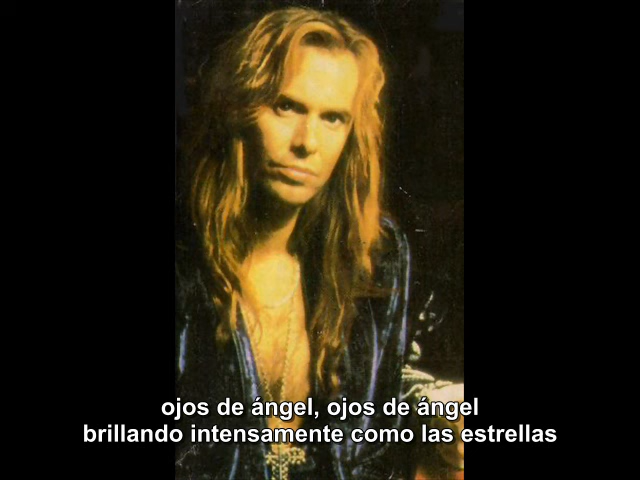 ojos de ángel, ojos de ángel
brillando intensamente como las estrellas